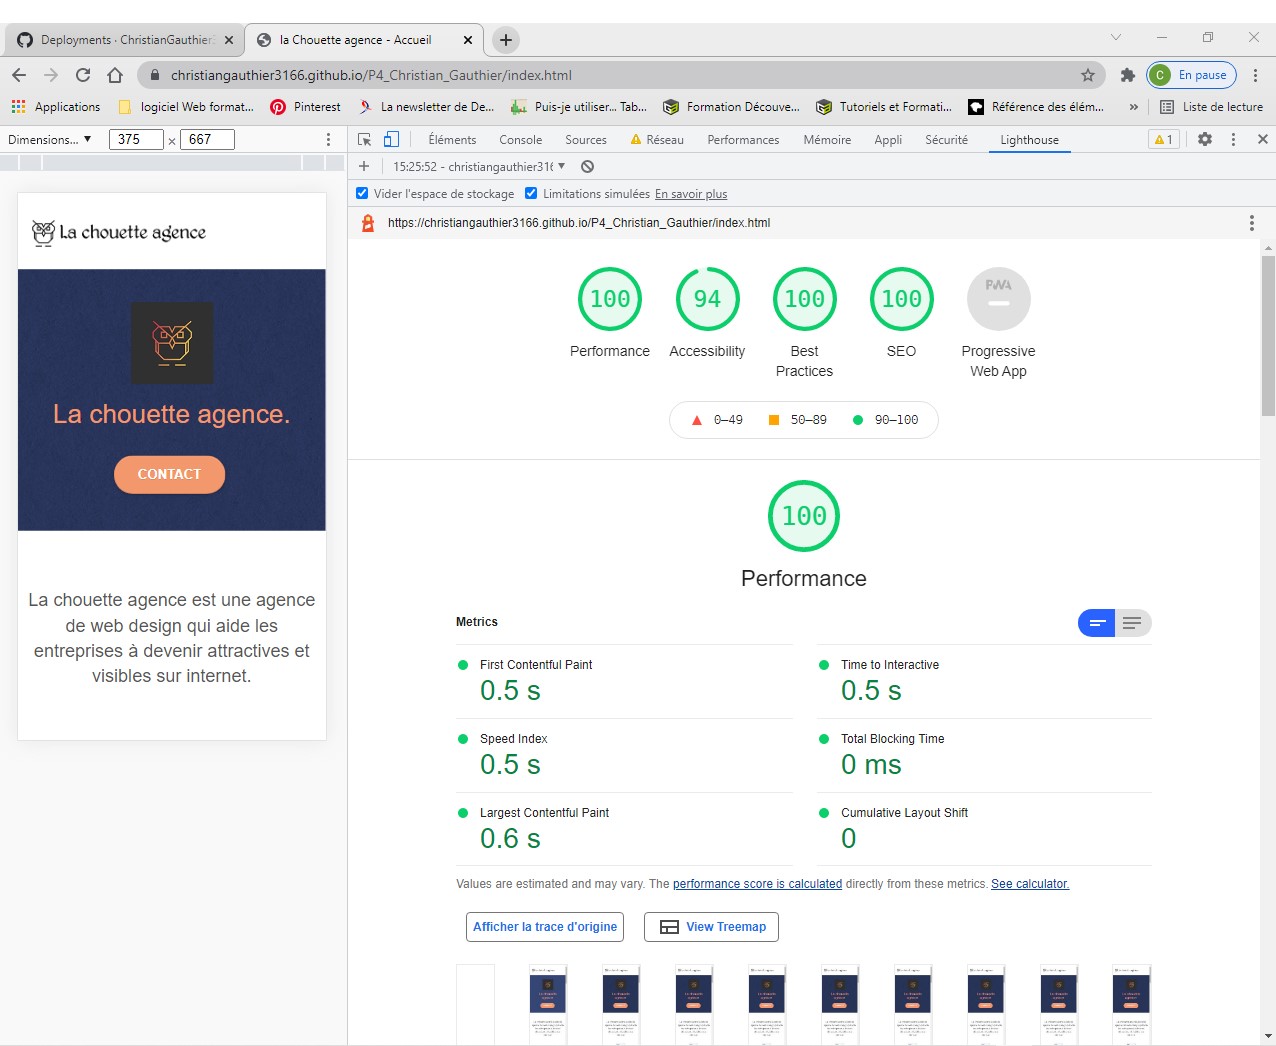 Deployments · ChristianGauthier3
la Chouette agence - Accueil
christiangauthier3166.github.io/P4_Christian_Gauthier/index.html
C En pause
Applications
logiciel Web format...
Pinterest
La newsletter de De...
Puis-je utiliser... Tab...
Formation Découve...
Tutoriels et Formati...
Référence des élém...
»
Liste de lecture
Dimensions... ▼ 375 x 667
Éléments Console Sources Réseau Performances Mémoire Appli Sécurité Lighthouse 1
15:25:52 - christiangauthier316 ▼
Vider l'espace de stockage Limitations simulées En savoir plus
https://christiangauthier3166.github.io/P4_Christian_Gauthier/index.html
La chouette agence
La chouette agence.
CONTACT
La chouette agence est une agence
de web design qui aide les
entreprises à devenir attractives et
visibles sur internet.
100 94 100 100 PWA
Performance Accessibility Best Practices SEO Progressive Web App
0–49 50–89 90–100
100
Performance
Metrics
First Contentful Paint
0.5 s
Time to Interactive
0.5 s
Speed Index
0.5 s
Total Blocking Time
0 ms
Largest Contentful Paint
0.6 s
Cumulative Layout Shift
0
Values are estimated and may vary. The performance score is calculated directly from these metrics. See calculator.
Afficher la trace d'origine
View Treemap